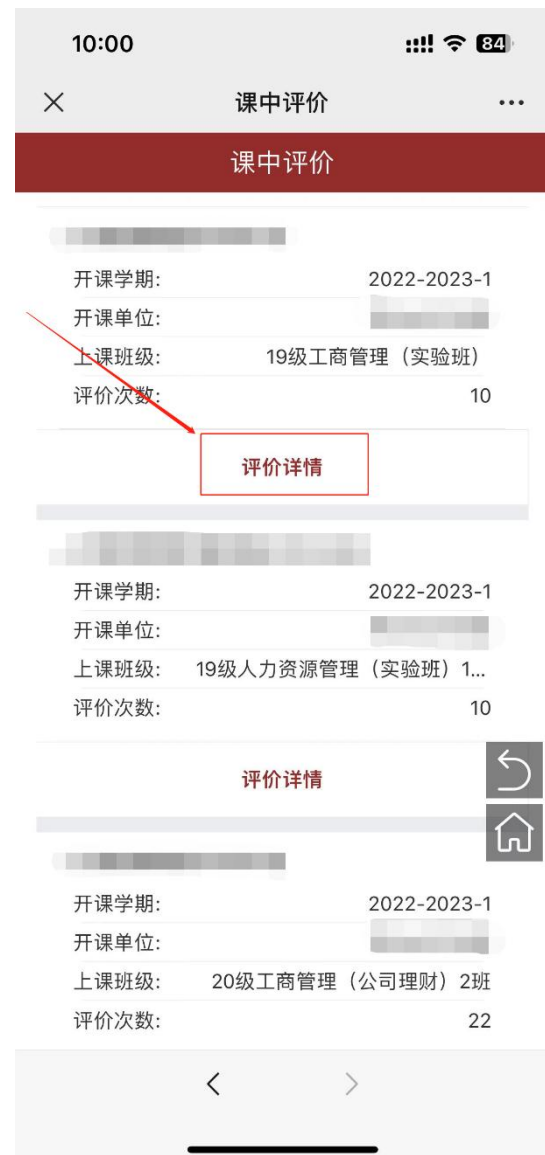 10:00 84
课中评价
课中评价
开课学期: 2022-2023-1
开课单位:
上课班级: 19级工商管理（实验班）
评价次数: 10
评价详情
开课学期: 2022-2023-1
开课单位:
上课班级: 19级人力资源管理（实验班）1...
评价次数: 10
评价详情
开课学期: 2022-2023-1
开课单位:
上课班级: 20级工商管理（公司理财）2班
评价次数: 22